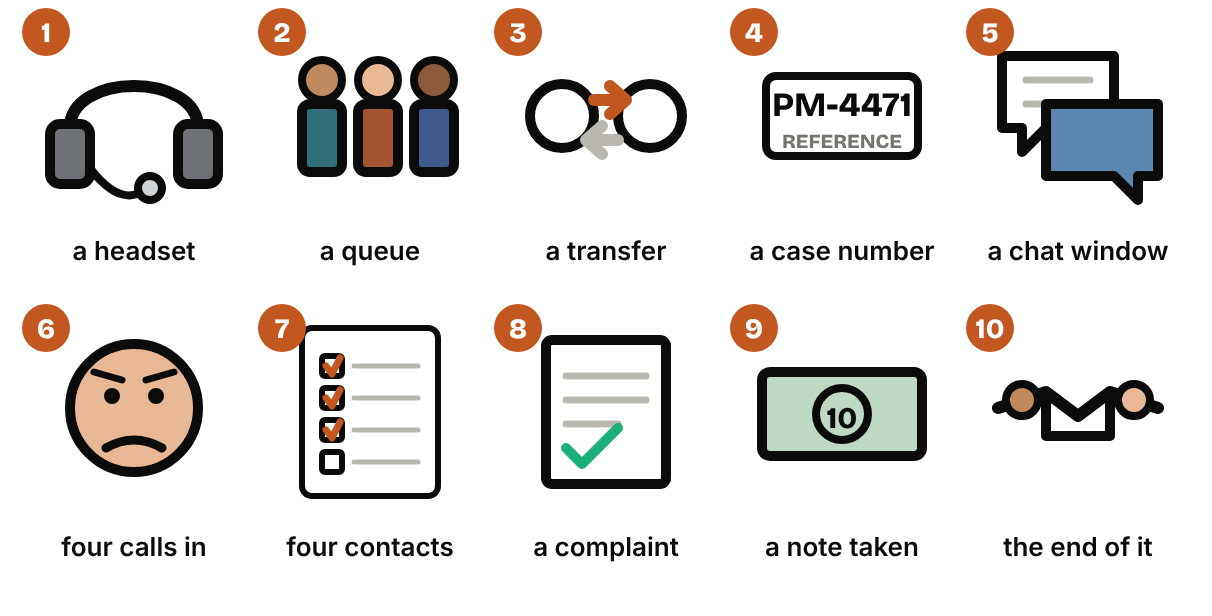 1
2
3
4
5
PM-4471
REFERENCE
a headset
a queue
a transfer
a case number
a chat window
6
7
8
9
10
10
four calls in
four contacts
a complaint
a note taken
the end of it